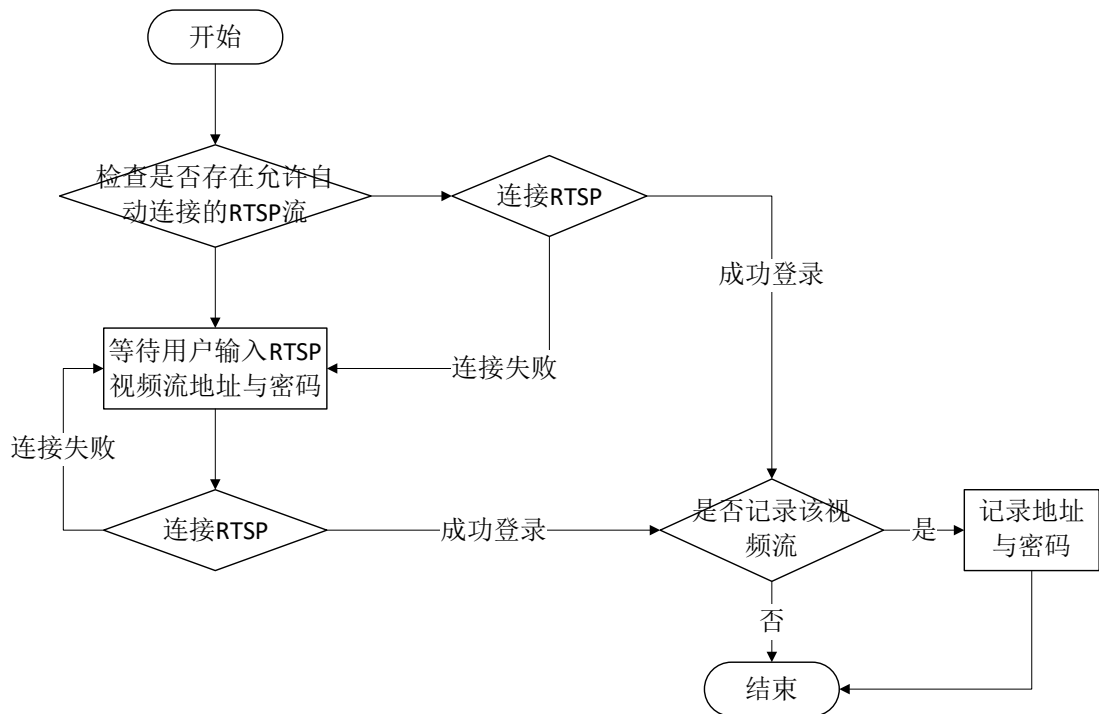 开始
检查是否存在允许自
动连接的RTSP流
连接RTSP
成功登录
等待用户输入RTSP
视频流地址与密码
连接失败
连接失败
连接RTSP
成功登录
是否记录该视
频流
是
记录地址
与密码
否
结束